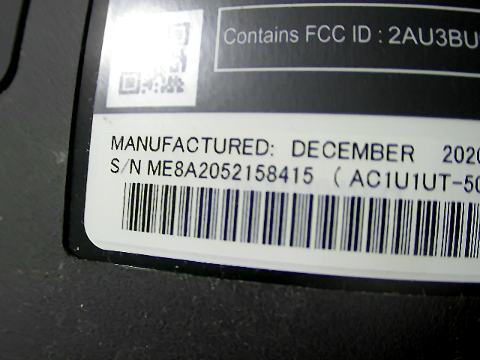 Contains FCC ID : 2AU3BU
MANUFACTURED: DECEMBER 2020
S/N ME8A2052158415 ( AC1U1UT-50